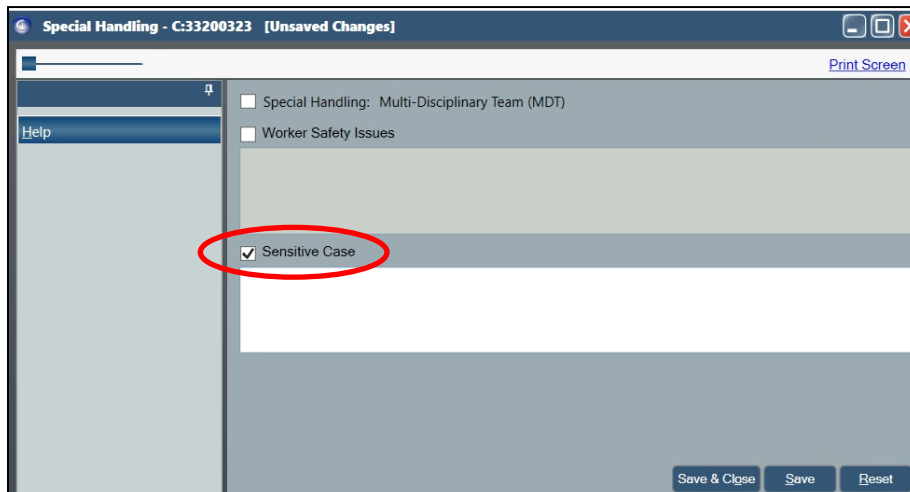 Special Handling - C:33200323 [Unsaved Changes]
Print Screen
Help
Special Handling: Multi-Disciplinary Team (MDT)
Worker Safety Issues
Sensitive Case
Save & Close Save Reset